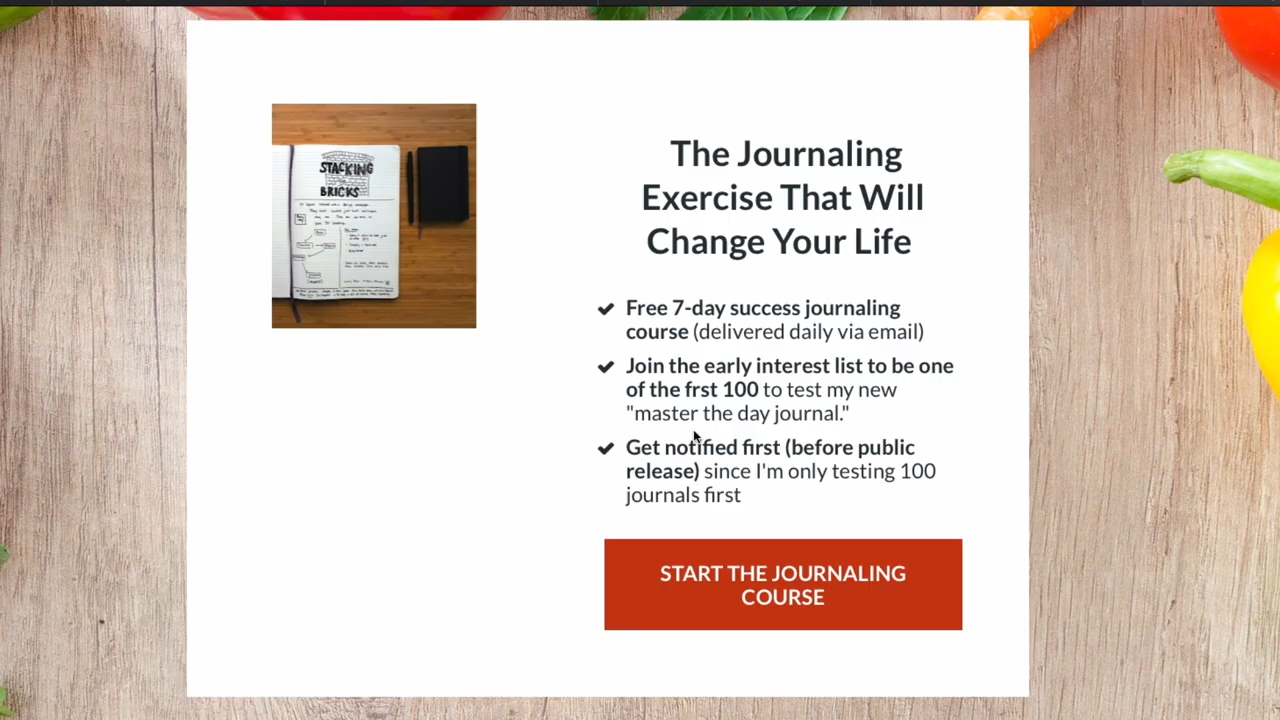 STACKING
BRICKS
The Journaling
Exercise That Will
Change Your Life
Free 7-day success journaling
course (delivered daily via email)
Join the early interest list to be one
of the frst 100 to test my new
"master the day journal."
Get notified first (before public
release) since I'm only testing 100
journals first
START THE JOURNALING
COURSE